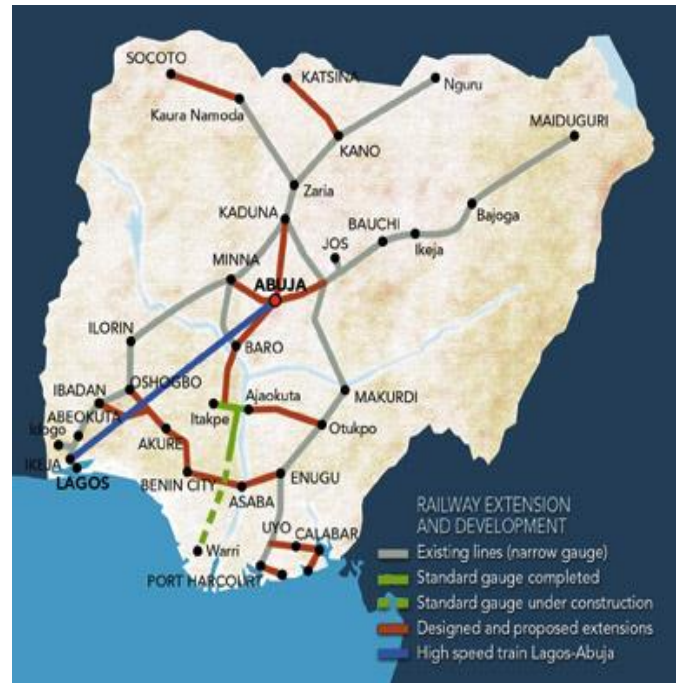 SOCOTO
KATSINA
Nguru
Kaura Namoda
MAIDUGURI
KANO
Zaria
KADUNA
BAUCHI
Bajoga
JOS
Ikeja
MINNA
ABUJA
ILORIN
BARO
IBADAN
OSHOGBO
Ajaokuta
MAKURDI
ABEOKUTA
Itakpe
Idogo
AKURE
Otukpo
IKEJA
LAGOS
BENIN CITY
ENUGU
ASABA
UYO
CALABAR
Warri
PORT HARCOURT
RAILWAY EXTENSION
AND DEVELOPMENT
Existing lines (narrow gauge)
Standard gauge completed
Standard gauge under construction
Designed and proposed extensions
High speed train Lagos-Abuja